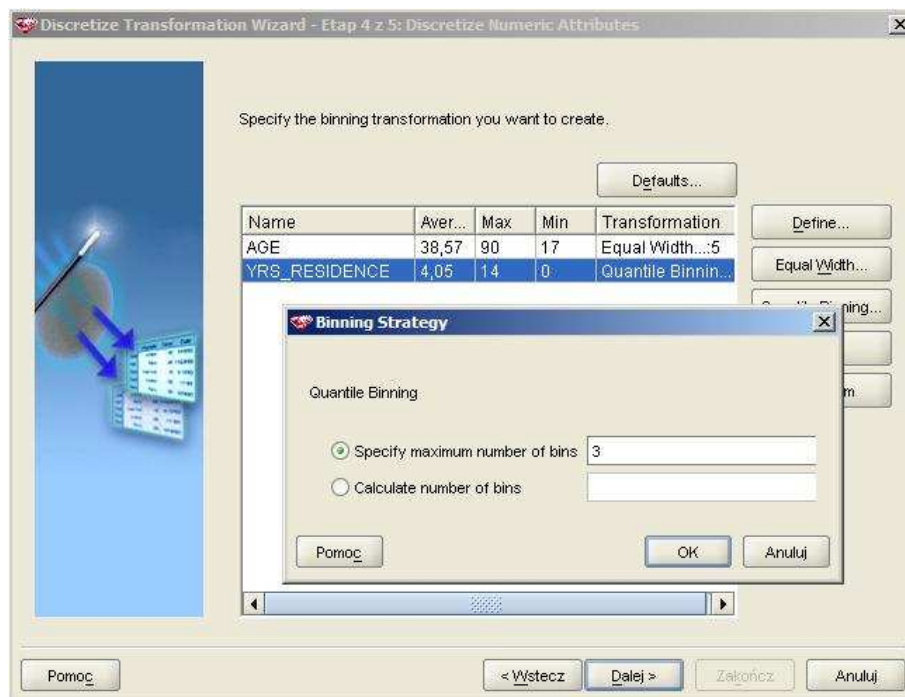 Discretize Transformation Wizard - Etap 4 z 5: Discretize Numeric Attributes
Specify the binning transformation you want to create.
Defaults...
Name Aver... Max Min Transformation
AGE 38,57 90 17 Equal Width...:5
YRS_RESIDENCE 4,05 14 0 Quantile Binnin...
Define...
Equal Width...
Binning Strategy
Quantile Binning
Specify maximum number of bins 3
Calculate number of bins
Pomoc
OK
Anuluj
Pomoc
< Wstecz
Dalej >
Zakończ
Anuluj